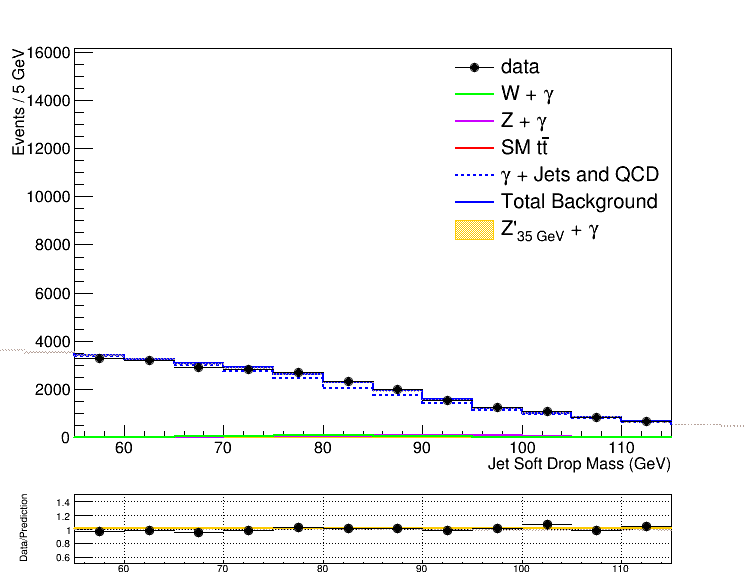 Events / 5 GeV
16000
14000
12000
10000
8000
6000
4000
2000
0
data
W + γ
Z + γ
SM tt̄
γ + Jets and QCD
Total Background
Z'35 GeV + γ
60 70 80 90 100 110
Jet Soft Drop Mass (GeV)
Data/Prediction
1.4
1.2
1
0.8
0.6
60 70 80 90 100 110